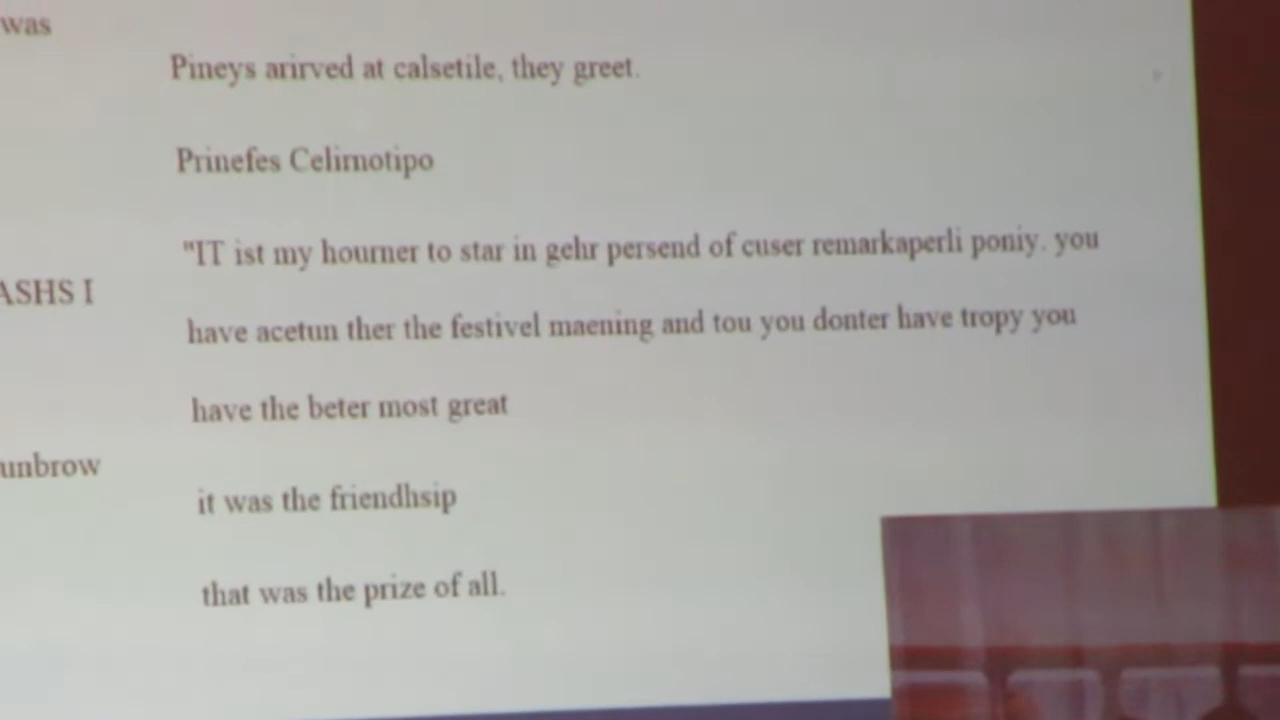 was
Pineys arirved at calsetile, they greet.
Prinefes Celimotipo
"IT ist my hourner to star in gehr persend of cuser remarkaperli poniy. you
ASHS I
have acetun ther the festivel maening and tou you donter have tropy you
have the beter most great
unbrow
it was the friendhsip
that was the prize of all.